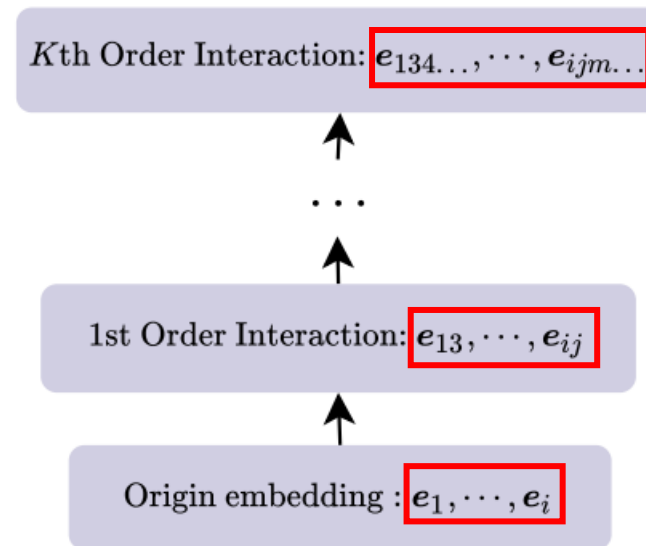 Kth Order Interaction: e₁₃₄..., ⋯, eᵢⱼₘ...
⋯
1st Order Interaction: e₁₃, ⋯, eᵢⱼ
Origin embedding : e₁, ⋯, eᵢ